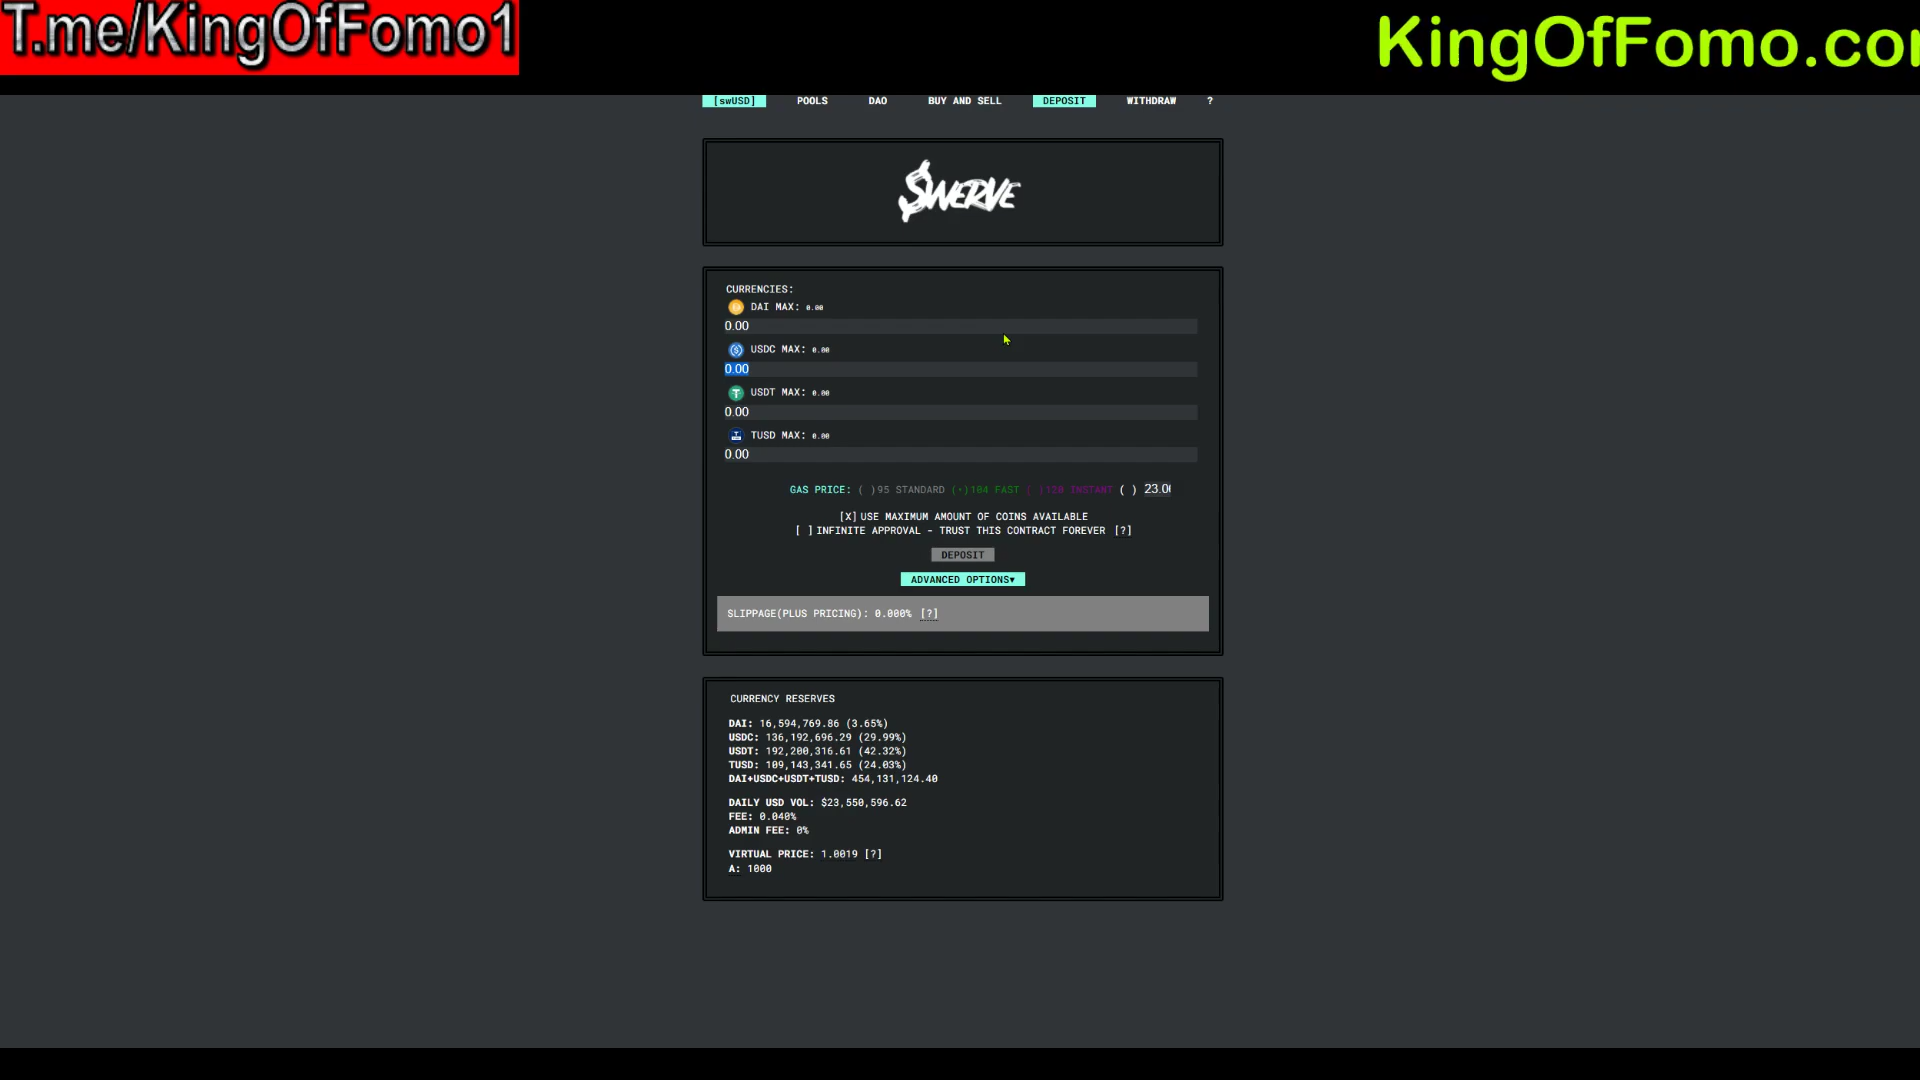 T.me/KingOfFomo1
KingOfFomo.co
[swUSD] POOLS DAO BUY AND SELL DEPOSIT WITHDRAW ?
$WERVE
CURRENCIES:
DAI MAX: 0.00
0.00
USDC MAX: 0.00
0.00
USDT MAX: 0.00
0.00
TUSD MAX: 0.00
0.00
GAS PRICE: ( )95 STANDARD (•)104 FAST ( )120 INSTANT ( ) 23.00
[X]USE MAXIMUM AMOUNT OF COINS AVAILABLE
[ ]INFINITE APPROVAL - TRUST THIS CONTRACT FOREVER [?]
DEPOSIT
ADVANCED OPTIONS▾
SLIPPAGE(PLUS PRICING): 0.000% [?]
CURRENCY RESERVES
DAI: 16,594,769.86 (3.65%)
USDC: 136,192,696.29 (29.99%)
USDT: 192,200,316.61 (42.32%)
TUSD: 109,143,341.65 (24.03%)
DAI+USDC+USDT+TUSD: 454,131,124.40
DAILY USD VOL: $23,550,596.62
FEE: 0.040%
ADMIN FEE: 0%
VIRTUAL PRICE: 1.0019 [?]
A: 1000